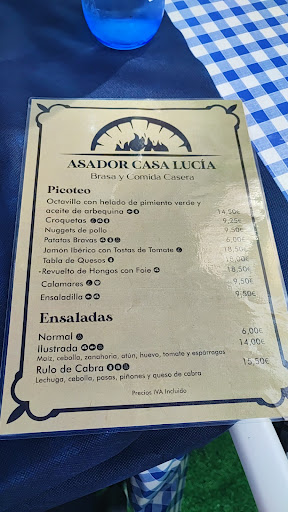 ASADOR CASA LUCÍA
Brasa y Comida Casera
Picoteo
Octavilla con helado de pimiento verde y
aceite de arbequina 14,50€
Croquetas 9,25€
Nuggets de pollo 9,50€
Patatas Bravas 6,00€
Jamón Ibérico con Tostas de Tomate 18,50€
Tabla de Quesos 18,00€
-Revuelto de Hongos con Foie 18,50€
Calamares 9,50€
Ensaladilla 9,50€
Ensaladas
Normal 6,00€
Ilustrada 14,00€
Maíz, cebolla, zanahoria, atún, huevo, tomate y espárragos
Rulo de Cabra 15,50€
Lechuga, cebolla, pasas, piñones y queso de cabra
Precios IVA Incluido